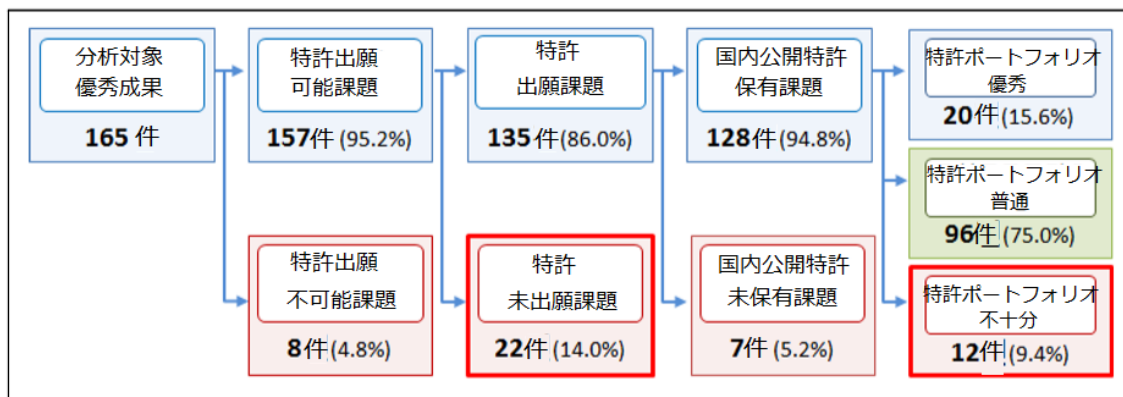 分析対象
優秀成果
165 件
特許出願
可能課題
157件 (95.2%)
特許
出願課題
135 件(86.0%)
国内公開特許
保有課題
128件 (94.8%)
特許ポートフォリオ
優秀
20件 (15.6%)
特許ポートフォリオ
普通
96件 (75.0%)
特許出願
不可能課題
8件 (4.8%)
特許
未出願課題
22件 (14.0%)
国内公開特許
未保有課題
7件 (5.2%)
特許ポートフォリオ
不十分
12件 (9.4%)